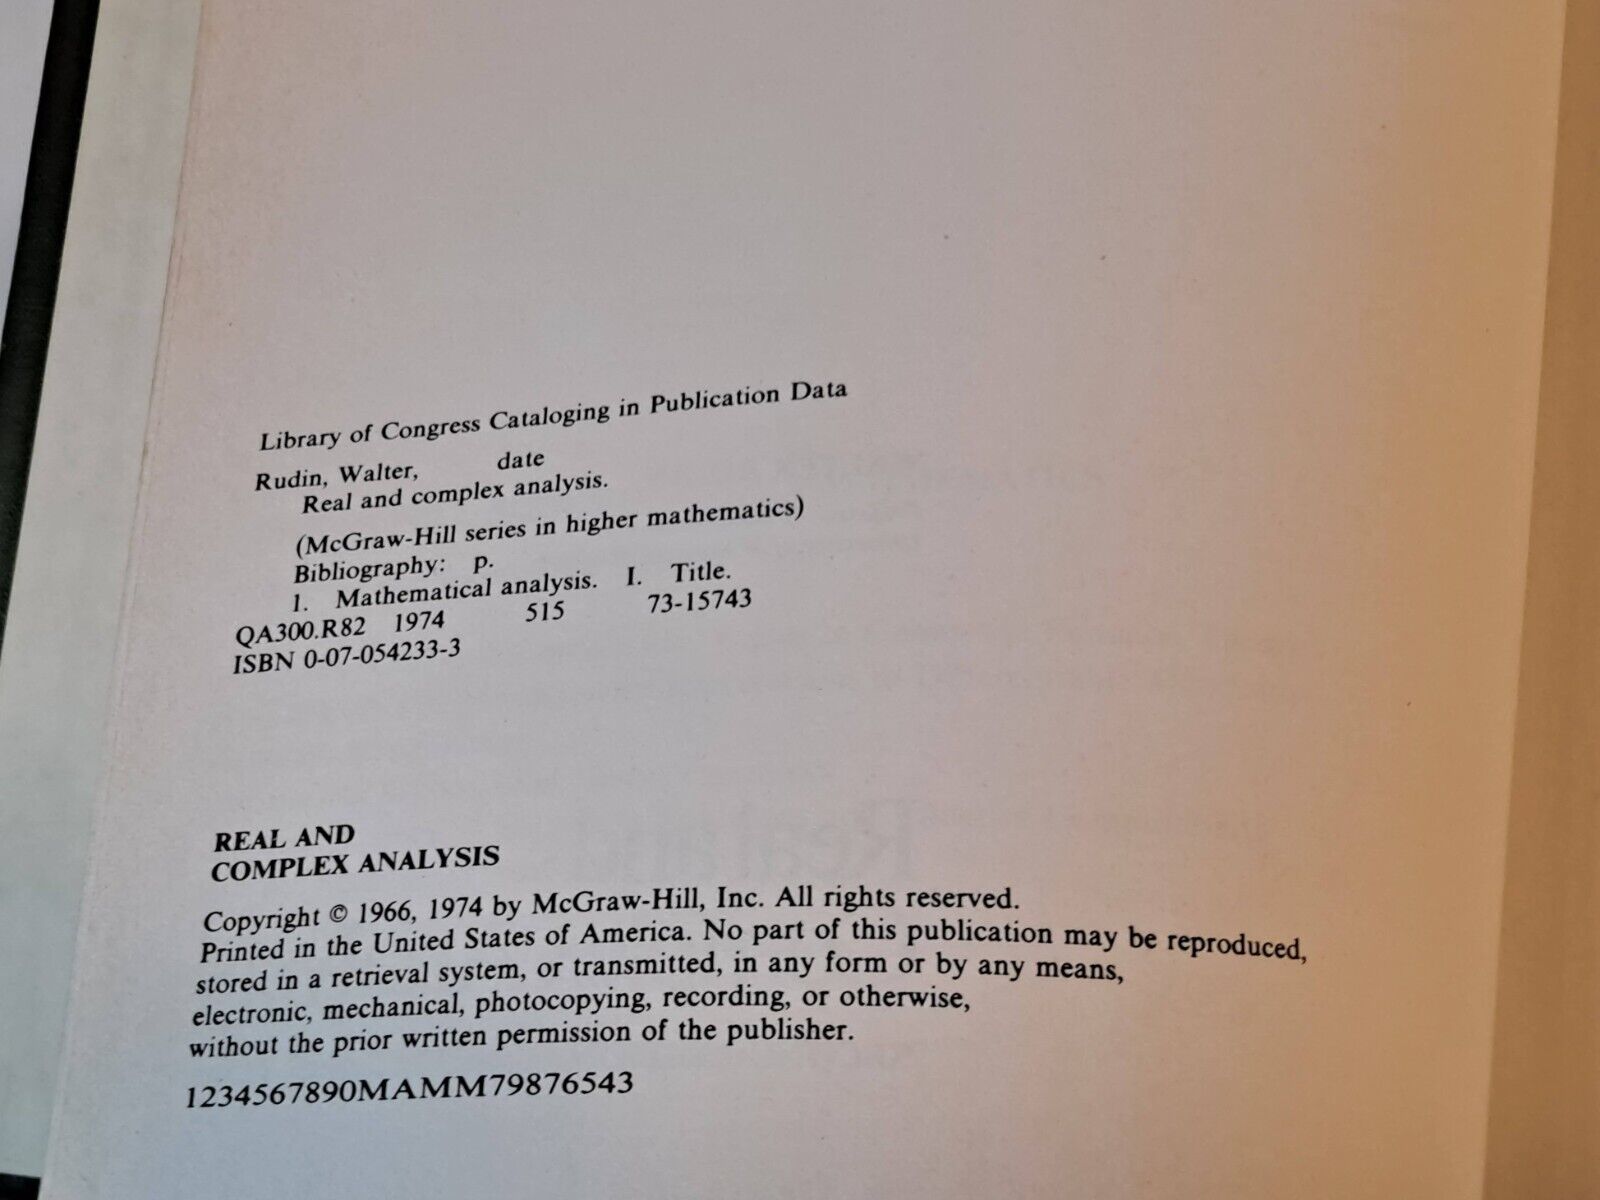 Library of Congress Cataloging in Publication Data
Rudin, Walter, date
Real and complex analysis.
(McGraw-Hill series in higher mathematics)
Bibliography: p.
1. Mathematical analysis. I. Title.
QA300.R82 1974 515 73-15743
ISBN 0-07-054233-3
REAL AND
COMPLEX ANALYSIS
Copyright © 1966, 1974 by McGraw-Hill, Inc. All rights reserved.
Printed in the United States of America. No part of this publication may be reproduced,
stored in a retrieval system, or transmitted, in any form or by any means,
electronic, mechanical, photocopying, recording, or otherwise,
without the prior written permission of the publisher.
1234567890MAMM79876543